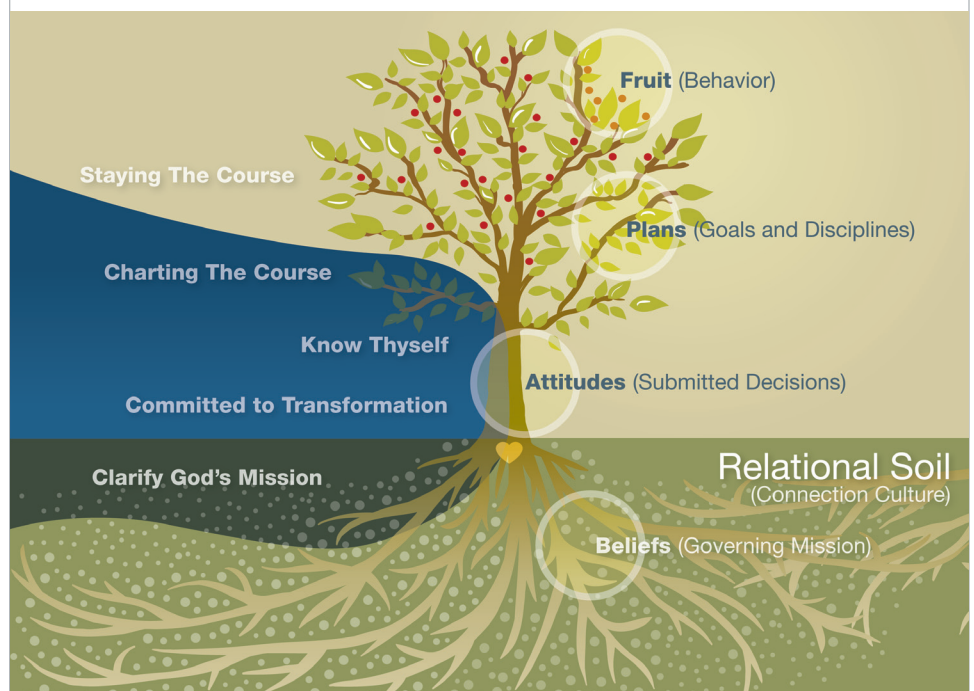 Fruit (Behavior)
Staying The Course
Plans (Goals and Disciplines)
Charting The Course
Know Thyself
Attitudes (Submitted Decisions)
Committed to Transformation
Relational Soil
(Connection Culture)
Clarify God's Mission
Beliefs (Governing Mission)